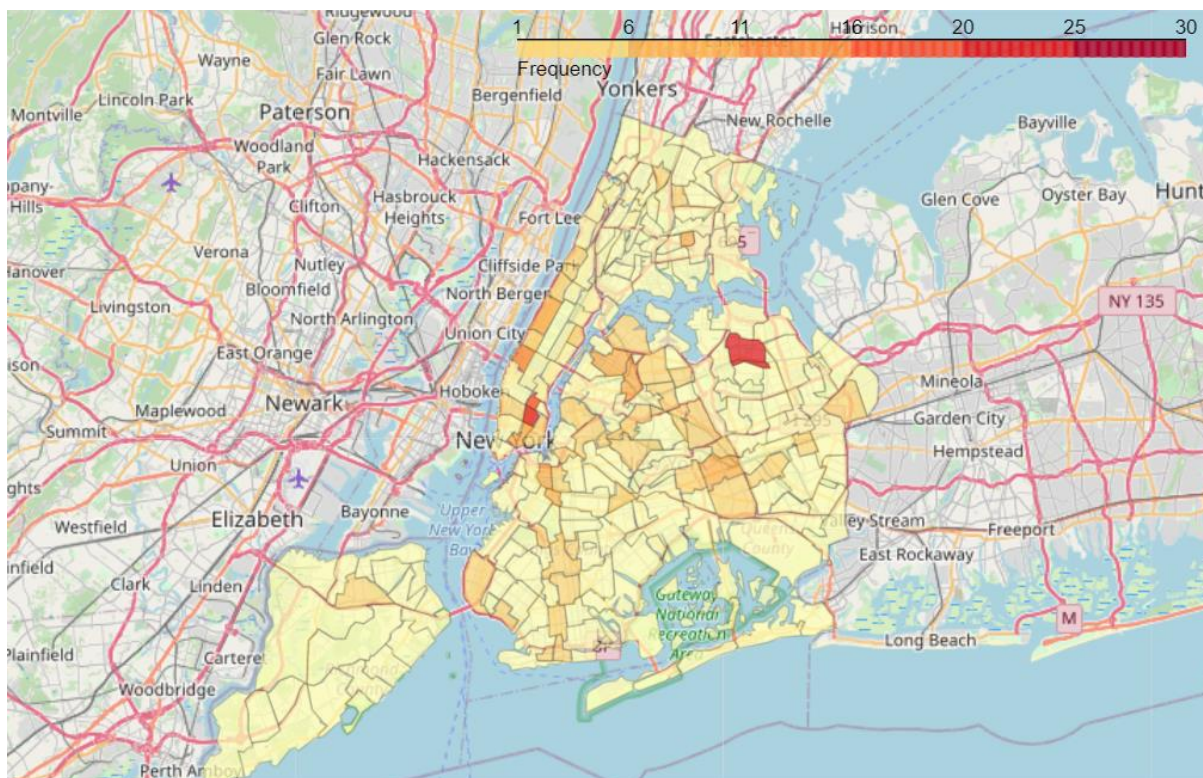 1 6 11 16 20 25 30
Frequency
Ridgewood
Glen Rock
Wayne
Fair Lawn
Eastchester
Harrison
Lincoln Park
Montville
Paterson
Bergenfield
Yonkers
New Rochelle
Bayville
Woodland
Park
Hackensack
Clifton
Hasbrouck
Heights
Fort Lee
Glen Cove
Oyster Bay
Hills
Verona
Nutley
Cliffside
Hanover
Bloomfield
North
NY 135
Livingston
North Arlington
Union City
East Orange
Hoboke
Mineola
Maplewood
Newark
Garden City
Summit
New York
Hempstead
Union
Elizabeth
Bayonne
Upper
New York
Bay
Valley Stream
Freeport
Westfield
County
East Rockaway
Clark
Linden
Gateway
National
Recreation
Area
M
Long Beach
Plainfield
Carteret
Woodbridge
Perth Amboy